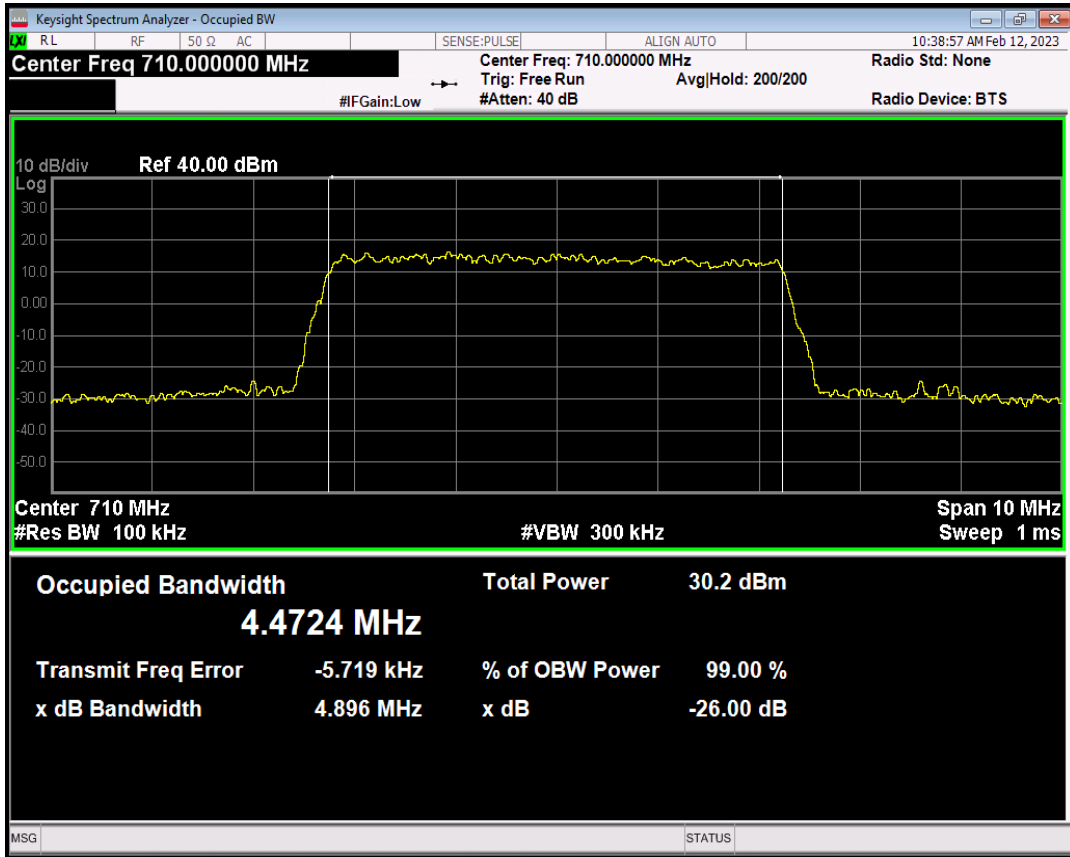 Keysight Spectrum Analyzer - Occupied BW
LXI RL RF 50 Ω AC SENSE:PULSE ALIGN AUTO 10:38:57 AM Feb 12, 2023
Center Freq 710.000000 MHz Center Freq: 710.000000 MHz Radio Std: None
Trig: Free Run Avg|Hold: 200/200
#IFGain:Low #Atten: 40 dB Radio Device: BTS
10 dB/div Ref 40.00 dBm
Log
30.0
20.0
10.0
0.00
-10.0
-20.0
-30.0
-40.0
-50.0
Center 710 MHz Span 10 MHz
#Res BW 100 kHz #VBW 300 kHz Sweep 1 ms
Occupied Bandwidth Total Power 30.2 dBm
4.4724 MHz
Transmit Freq Error -5.719 kHz % of OBW Power 99.00 %
x dB Bandwidth 4.896 MHz x dB -26.00 dB
MSG STATUS